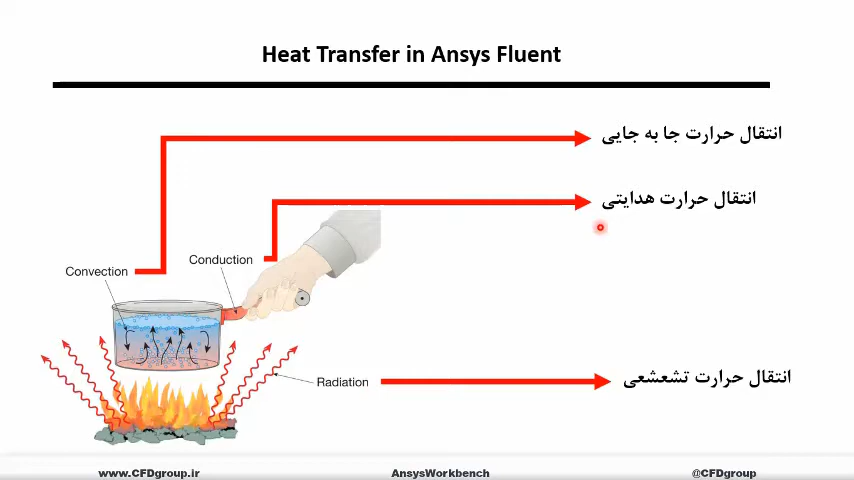 Heat Transfer in Ansys Fluent
انتقال حرارت جا به جایی
انتقال حرارت هدایتی
Conduction
Convection
Radiation
انتقال حرارت تشعشعی
www.CFDgroup.ir
AnsysWorkbench
@CFDgroup